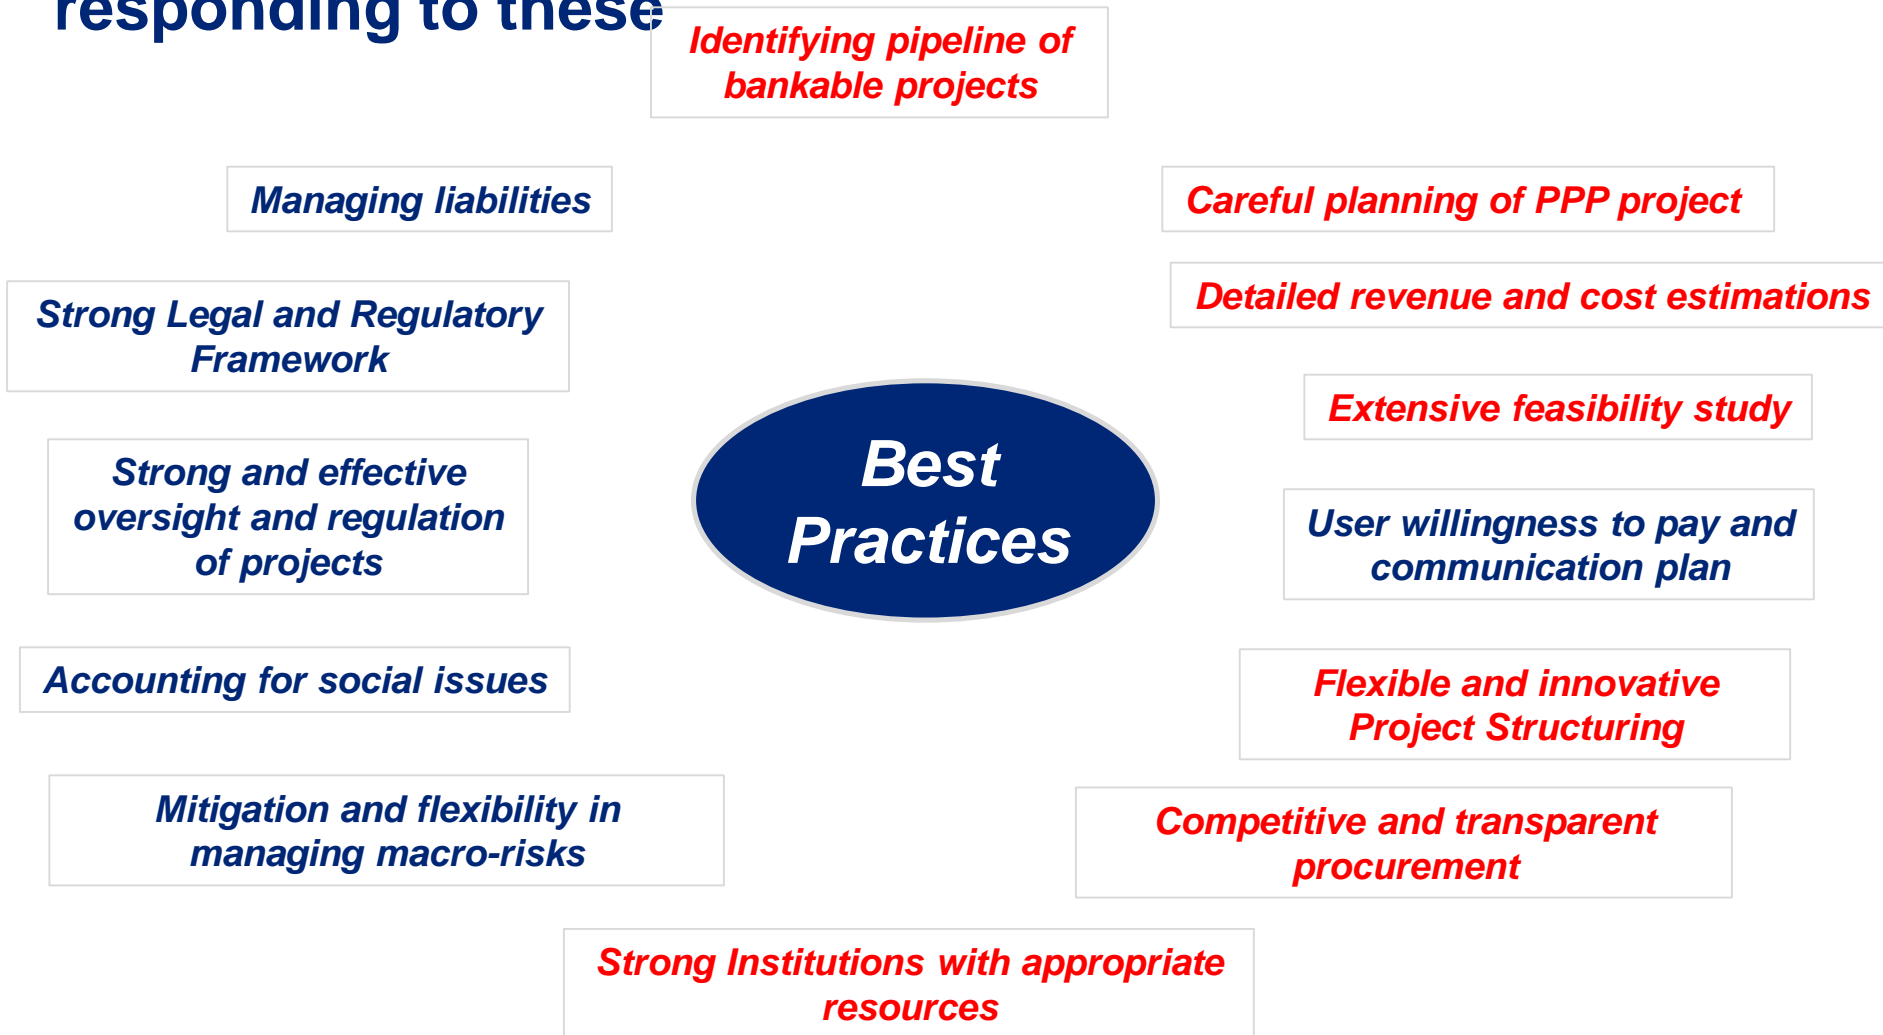 responding to these
Identifying pipeline of
bankable projects
Managing liabilities
Careful planning of PPP project
Strong Legal and Regulatory
Framework
Detailed revenue and cost estimations
Extensive feasibility study
Best
Practices
Strong and effective
oversight and regulation
of projects
User willingness to pay and
communication plan
Accounting for social issues
Flexible and innovative
Project Structuring
Mitigation and flexibility in
managing macro-risks
Competitive and transparent
procurement
Strong Institutions with appropriate
resources